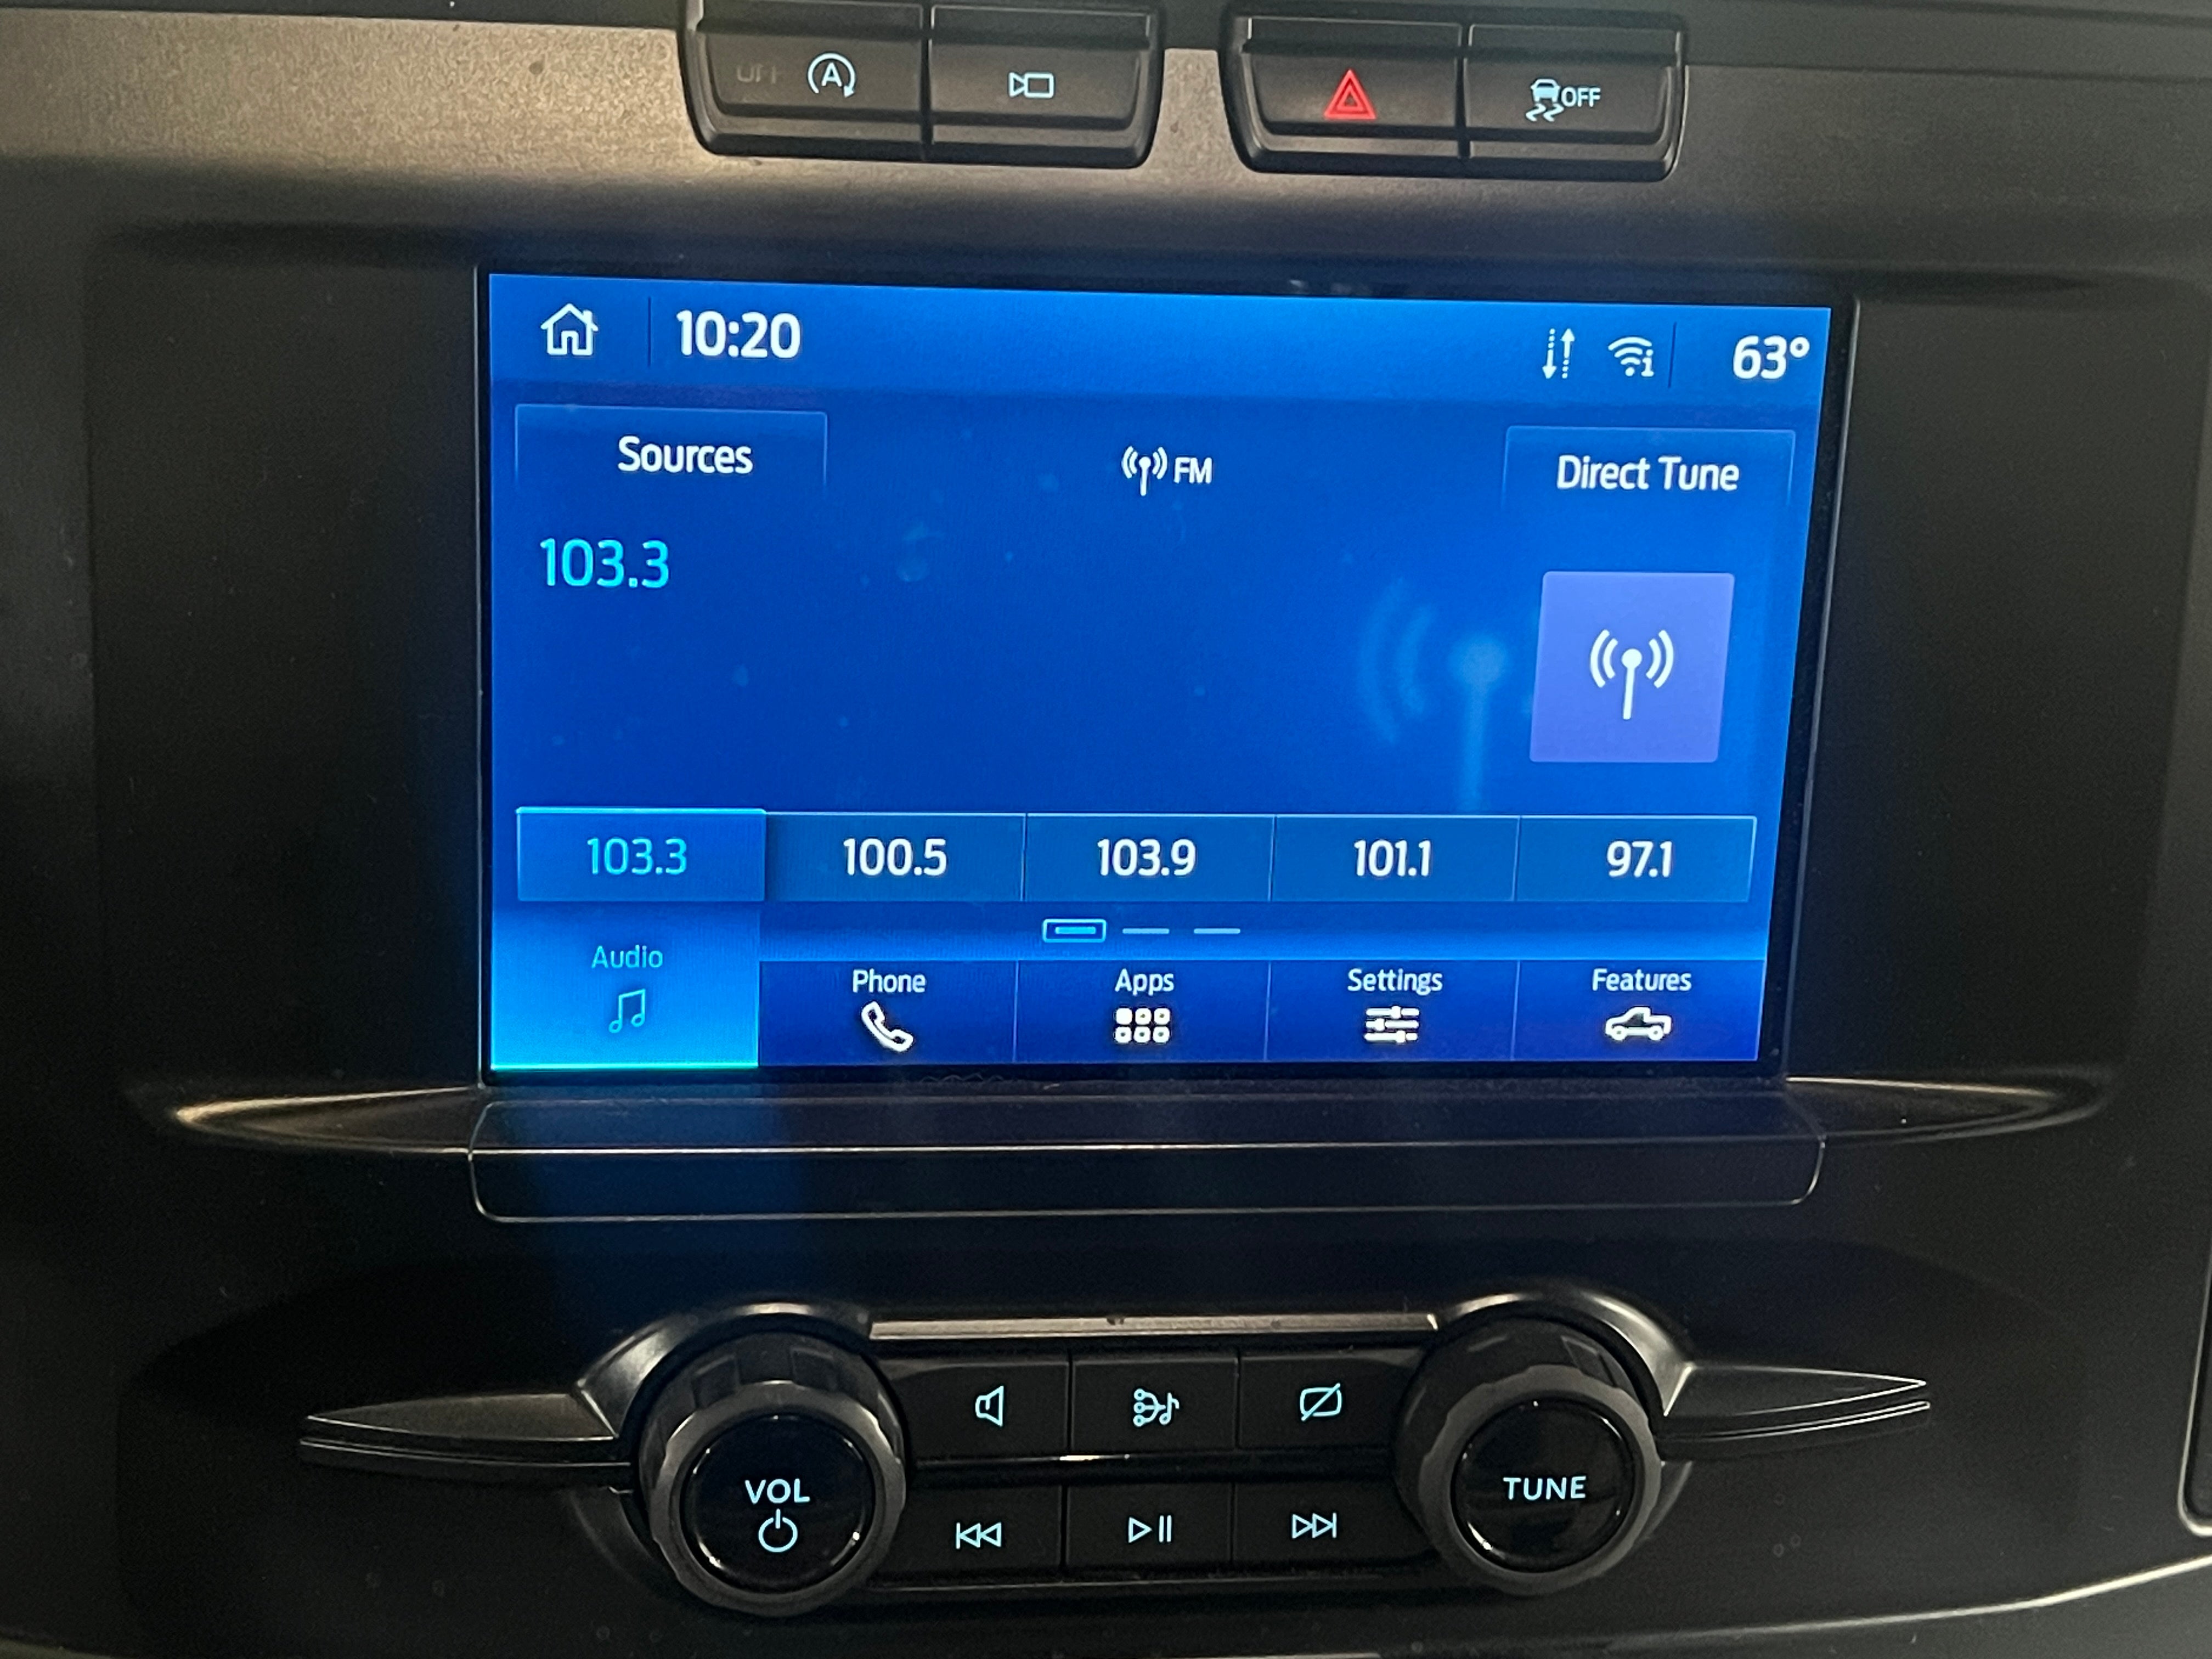 OFF A
OFF
10:20 63°
Sources FM Direct Tune
103.3
103.3 100.5 103.9 101.1 97.1
Audio Phone Apps Settings Features
VOL TUNE